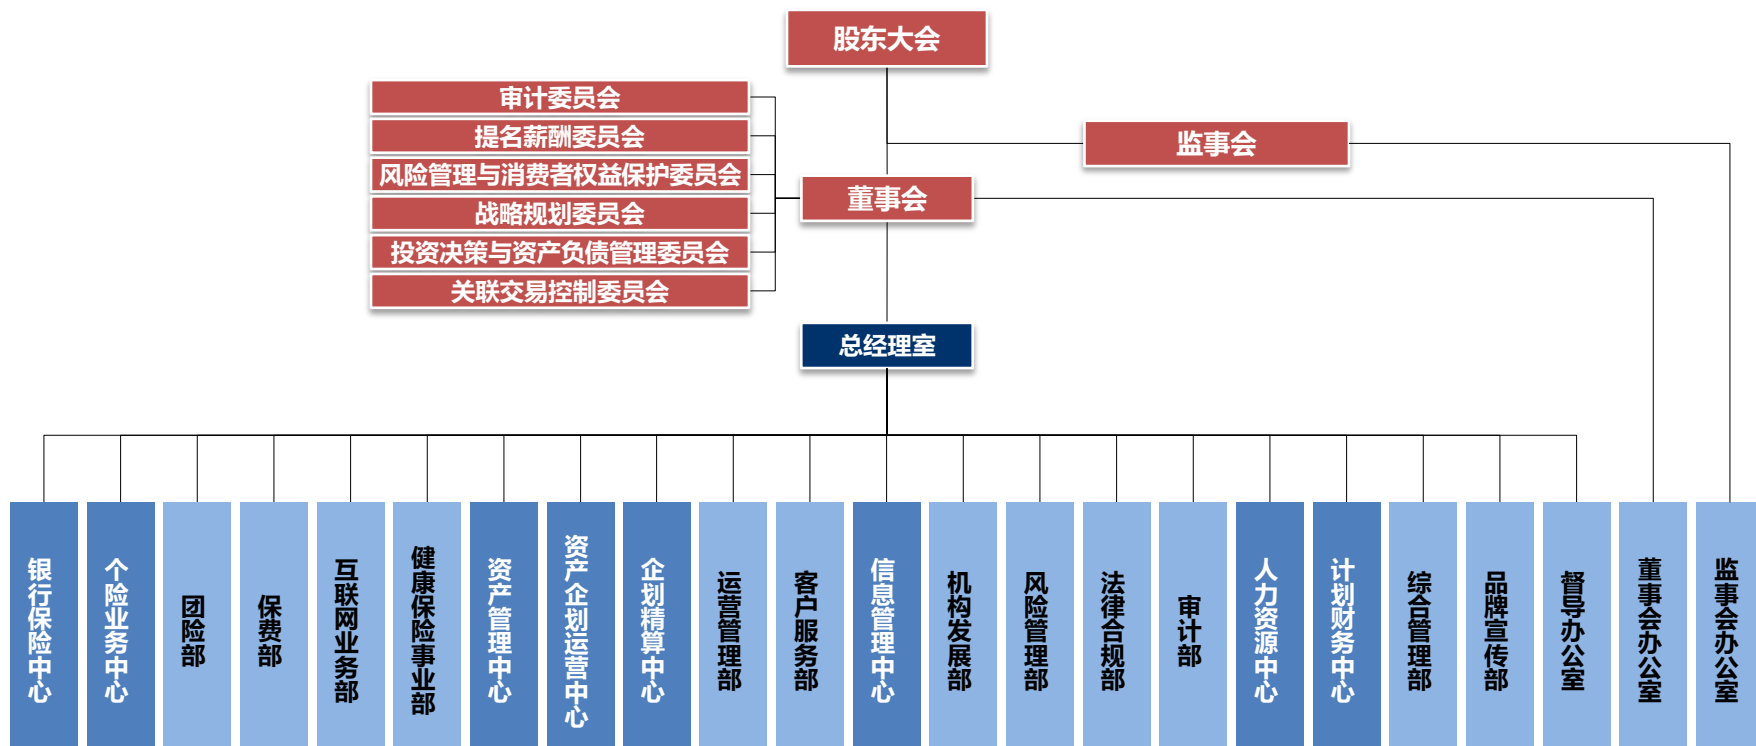 股东大会
审计委员会
提名薪酬委员会
风险管理与消费者权益保护委员会
战略规划委员会
投资决策与资产负债管理委员会
关联交易控制委员会
监事会
董事会
总经理室
银行保险中心
个险业务中心
团险部
保费部
互联网业务部
健康保险事业部
资产管理中心
资产企划运营中心
企划精算中心
运营管理部
客户服务部
信息管理中心
机构发展部
风险管理部
法律合规部
审计部
人力资源中心
计划财务中心
综合管理部
品牌宣传部
督导办公室
董事会办公室
监事会办公室